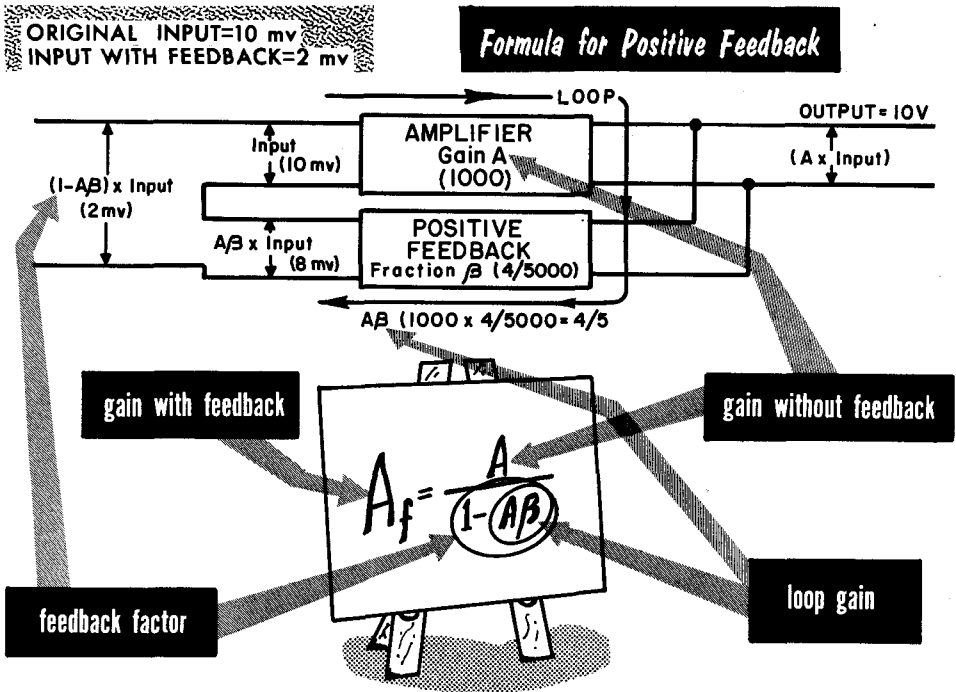 ORIGINAL INPUT=10 mv
INPUT WITH FEEDBACK=2 mv
Formula for Positive Feedback
LOOP
OUTPUT = 10V
AMPLIFIER
Gain A
(1000)
Input
(10 mv)
(A x Input)
(1-Aβ) x Input
(2mv)
POSITIVE
FEEDBACK
Fraction β (4/5000)
Aβ x Input
(8 mv)
Aβ (1000 x 4/5000 = 4/5
gain with feedback
gain without feedback
A_f = A / 1-Aβ
feedback factor
loop gain